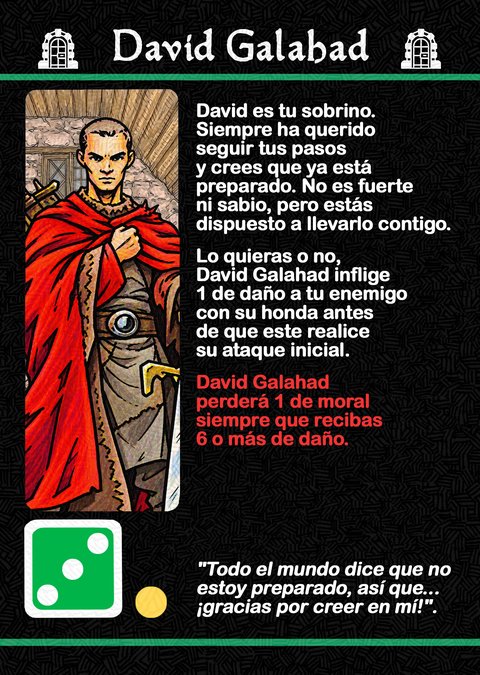 David Galahad
David es tu sobrino.
Siempre ha querido
seguir tus pasos
y crees que ya está
preparado. No es fuerte
ni sabio, pero estás
dispuesto a llevarlo contigo.
Lo quieras o no,
David Galahad inflige
1 de daño a tu enemigo
con su honda antes
de que este realice
su ataque inicial.
David Galahad
perderá 1 de moral
siempre que recibas
6 o más de daño.
"Todo el mundo dice que no
estoy preparado, así que...
¡gracias por creer en mí!".